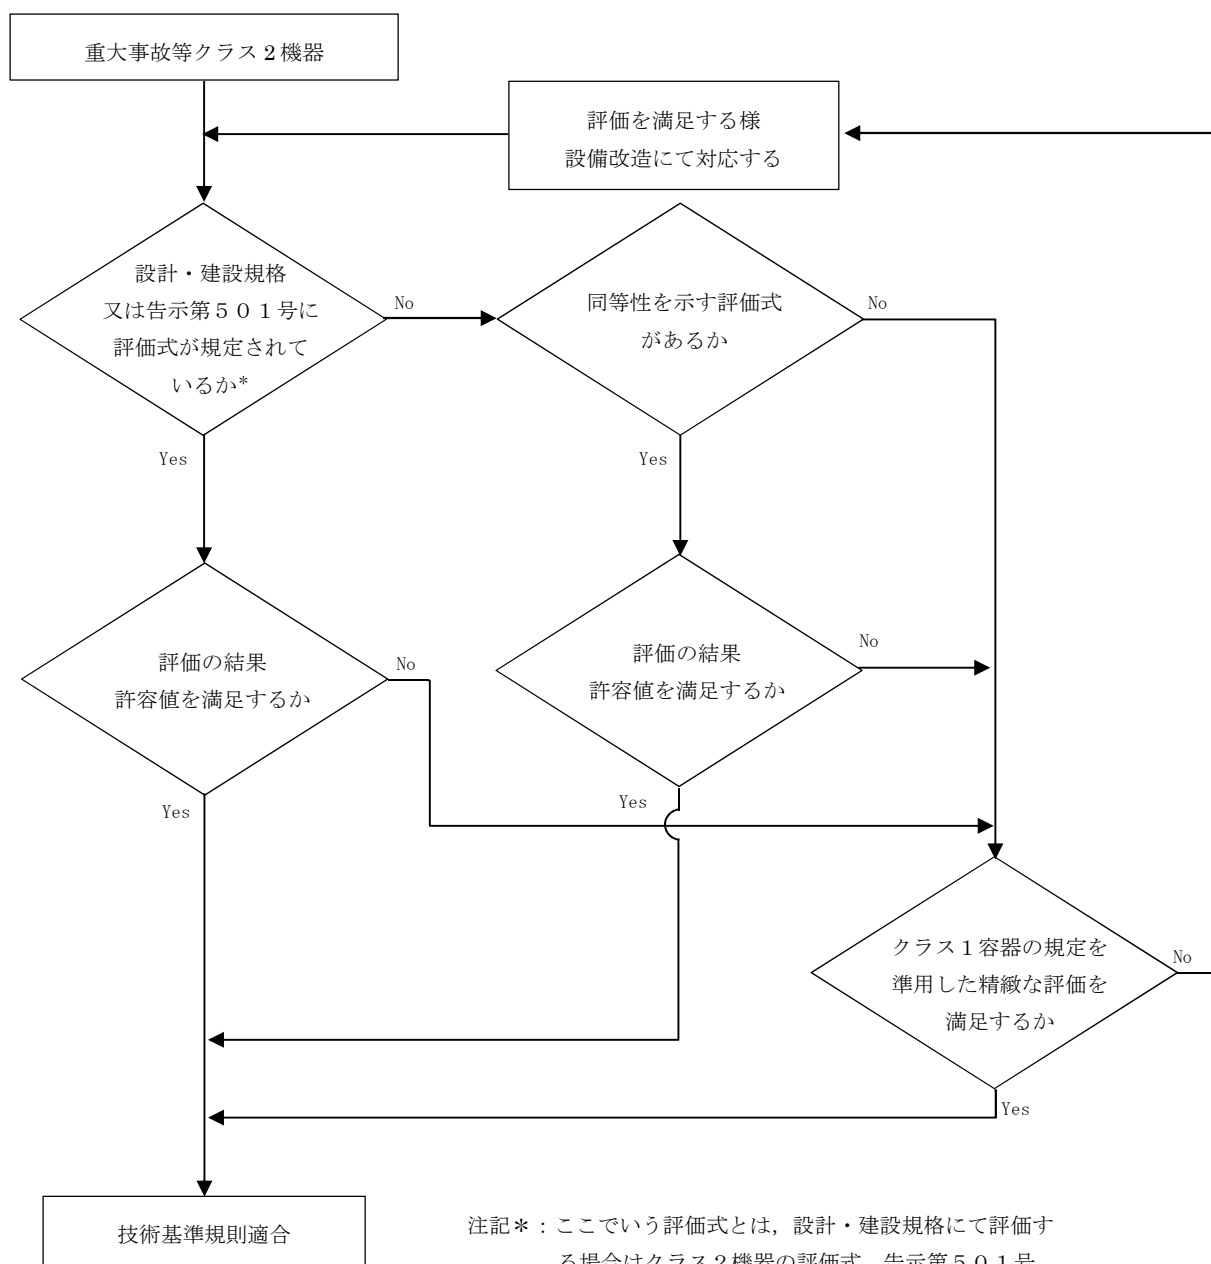 重大事故等クラス2機器
評価を満足する様
設備改造にて対応する
設計・建設規格
又は告示第501号に
評価式が規定されて
いるか*
No
同等性を示す評価式
があるか
No
Yes
Yes
評価の結果
許容値を満足するか
No
評価の結果
許容値を満足するか
No
Yes
Yes
クラス1容器の規定を
準用した精緻な評価を
満足するか
No
Yes
技術基準規則適合
注記*:ここでいう評価式とは,設計・建設規格にて評価す
る場合はクラス2機器の評価式,告示第501号